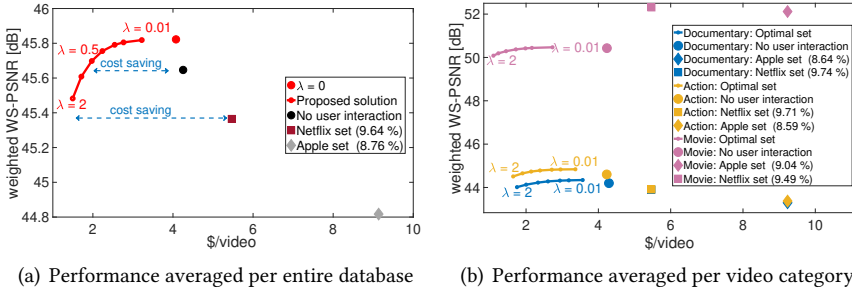 46
45.8
45.6
45.4
45.2
45
44.8
weighted WS-PSNR [dB]
λ = 0.01
λ = 0.5
cost saving
λ = 2
cost saving
λ = 0
Proposed solution
No user interaction
Netflix set (9.64 %)
Apple set (8.76 %)
2 4 6 8 10
$/video
(a) Performance averaged per entire database
52
50
48
46
44
weighted WS-PSNR [dB]
λ = 2
λ = 0.01
λ = 2
λ = 0.01
λ = 2
λ = 0.01
Documentary: Optimal set
Documentary: No user interaction
Documentary: Apple set (8.64 %)
Documentary: Netflix set (9.74 %)
Action: Optimal set
Action: No user interaction
Action: Netflix set (9.71 %)
Action: Apple set (8.59 %)
Movie: Optimal set
Movie: No user interaction
Movie: Apple set (9.04 %)
Movie: Netflix set (9.49 %)
2 4 6 8 10
$/video
(b) Performance averaged per video category